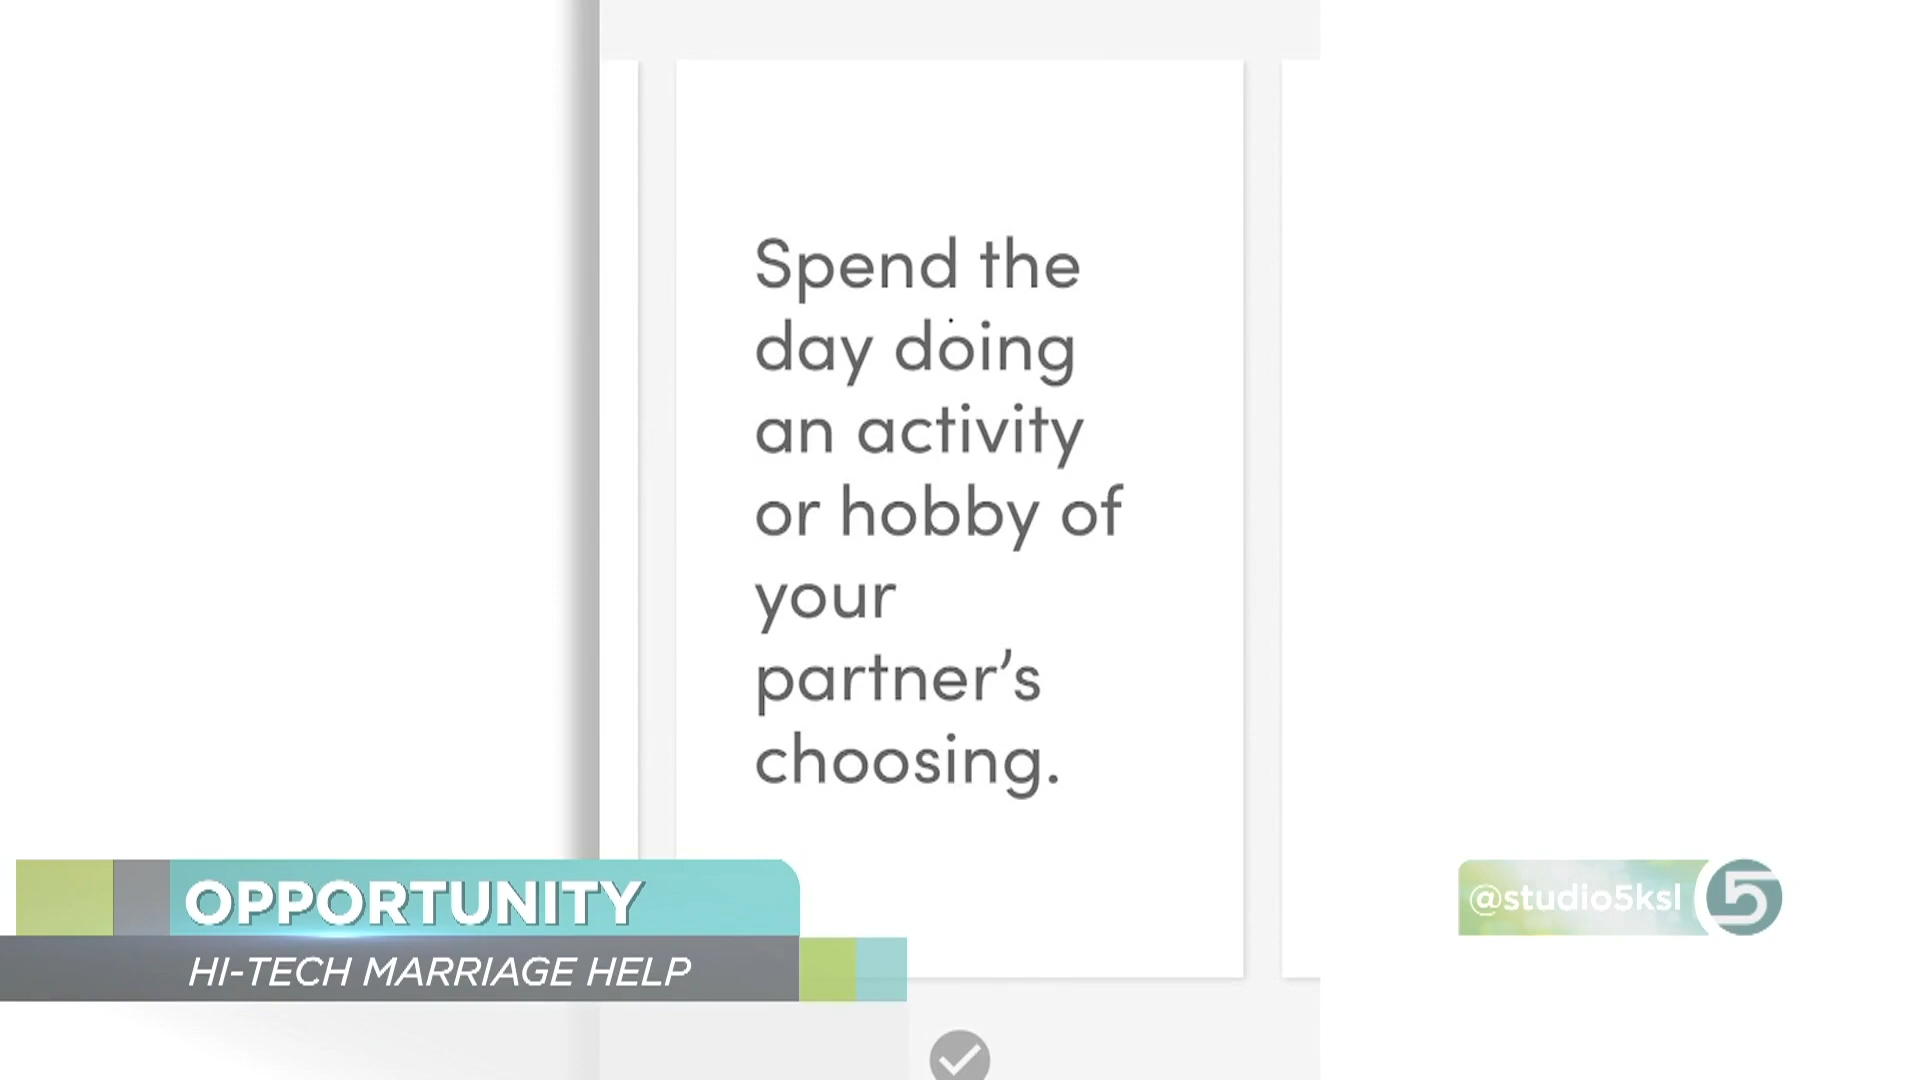 Spend the
day doing
an activity
or hobby of
your
partner’s
choosing.
OPPORTUNITY
HI-TECH MARRIAGE HELP
@studio5ksl 5